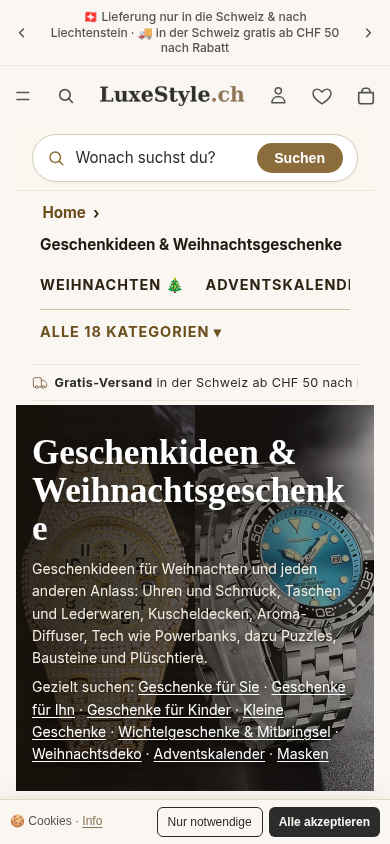 🇨🇭 Lieferung nur in die Schweiz & nach
Liechtenstein · 🚚 gratis in der Schweiz ab CHF 50
nach Rabatt
LuxeStyle.ch
Wonach suchst du?
Suchen
Home ›
Geschenkideen & Weihnachtsgeschenke
WEIHNACHTEN 🎄 ADVENTSKALEND
ALLE 18 KATEGORIEN ▾
Gratis-Versand in der Schweiz ab CHF 50 nach
Geschenkideen &
Weihnachtsgeschenk
e
Geschenkideen für Weihnachten und jeden
anderen Anlass: Uhren und Schmuck, Taschen
und Lederwaren, Kuscheldecken, Aroma-
Diffuser, Tech wie Powerbanks, dazu Puzzles,
Bausteine und Plüschtiere.
Gezielt suchen: Geschenke für Sie · Geschenke
für Ihn · Geschenke für Kinder · Kleine
Geschenke · Wichtelgeschenke & Mitbringsel ·
Weihnachtsdeko · Adventskalender · Masken
🍪 Cookies · Info
Nur notwendige
Alle akzeptieren